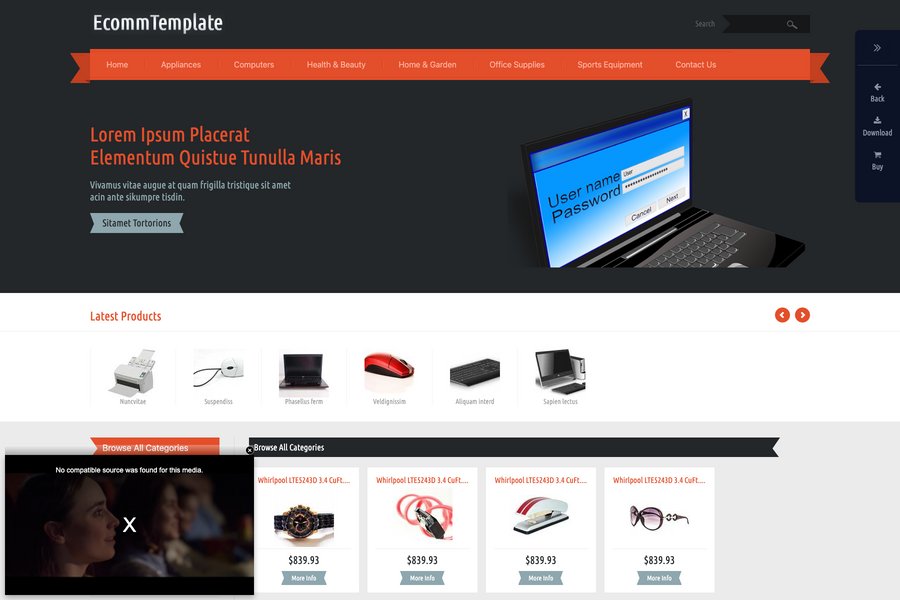 EcommTemplate
Search
Home Appliances Computers Health & Beauty Home & Garden Office Supplies Sports Equipment Contact Us
Back
Download
Buy
Lorem Ipsum Placerat
Elementum Quistue Tunulla Maris
Vivamus vitae augue at quam frigilla tristique sit amet
acin ante sikumpre tisdin.
Sitamet Tortorions
X
User name
User
Password
****************
Cancel Next
Latest Products
Nuncvitae Suspendiss Phasellus ferm Veldignissim Aliquam interd Sapien lectus
Browse All Categories
Browse All Categories
No compatible source was found for this media.
X
Whirlpool LTE5243D 3.4 CuFt.... Whirlpool LTE5243D 3.4 CuFt.... Whirlpool LTE5243D 3.4 CuFt.... Whirlpool LTE5243D 3.4 CuFt....
$839.93 $839.93 $839.93 $839.93
More Info More Info More Info More Info